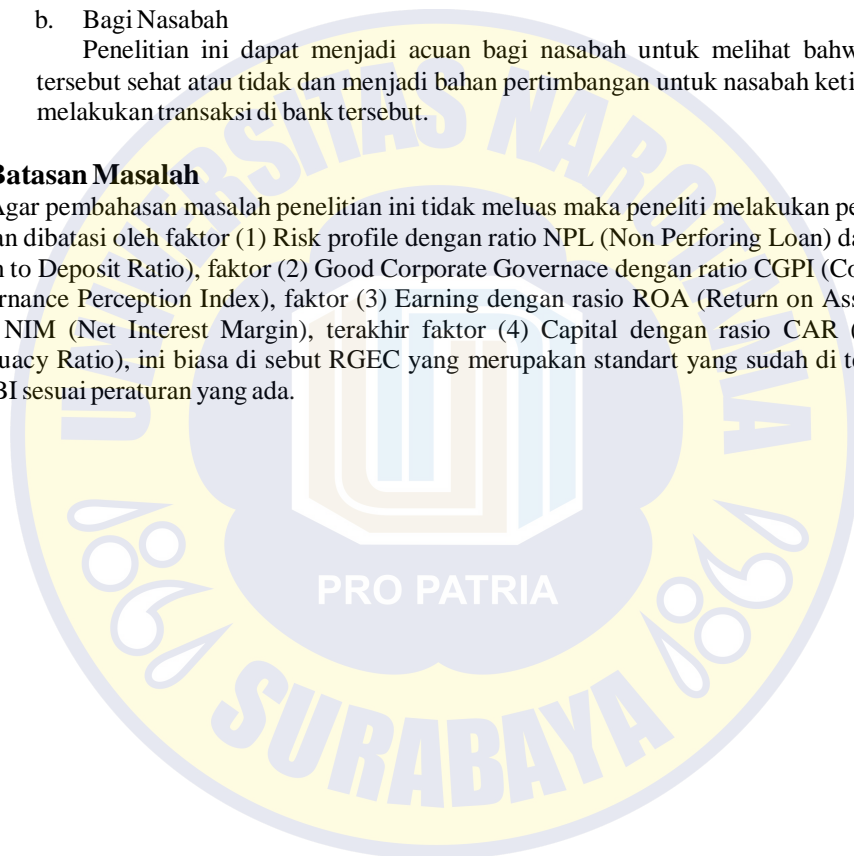 b. Bagi Nasabah
Penelitian ini dapat menjadi acuan bagi nasabah untuk melihat bahw
tersebut sehat atau tidak dan menjadi bahan pertimbangan untuk nasabah keti
melakukan transaksi di bank tersebut.
Batasan Masalah
Agar pembahasan masalah penelitian ini tidak meluas maka peneliti melakukan pe
an dibatasi oleh faktor (1) Risk profile dengan ratio NPL (Non Perforing Loan) da
n to Deposit Ratio), faktor (2) Good Corporate Governace dengan ratio CGPI (Co
rnance Perception Index), faktor (3) Earning dengan rasio ROA (Return on Ass
NIM (Net Interest Margin), terakhir faktor (4) Capital dengan rasio CAR (
uacy Ratio), ini biasa di sebut RGEC yang merupakan standart yang sudah di te
BI sesuai peraturan yang ada.
UNIVERSITAS NAROTAMA
PRO PATRIA
1981 1981
SURABAYA